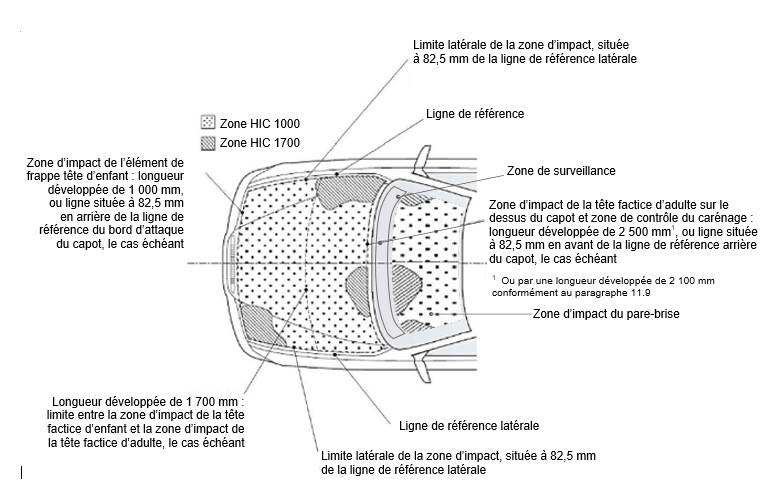 Limite latérale de la zone d'impact, située
à 82,5 mm de la ligne de référence latérale
Ligne de référence
Zone HIC 1000
Zone HIC 1700
Zone d'impact de l'élément de
frappe tête d'enfant : longueur
développée de 1 000 mm,
ou ligne située à 82,5 mm
en arrière de la ligne de
référence du bord d'attaque
du capot, le cas échéant
Zone de surveillance
Zone d'impact de la tête factice d'adulte sur le
dessus du capot et zone de contrôle du carénage :
longueur développée de 2 500 mm¹, ou ligne située
à 82,5 mm en avant de la ligne de référence arrière
du capot, le cas échéant
¹ Ou par une longueur développée de 2 100 mm
conformément au paragraphe 11.9
Zone d'impact du pare-brise
Longueur développée de 1 700 mm :
limite entre la zone d'impact de la tête
factice d'enfant et la zone d'impact de
la tête factice d'adulte, le cas échéant
Ligne de référence latérale
Limite latérale de la zone d'impact, située à 82,5 mm
de la ligne de référence latérale